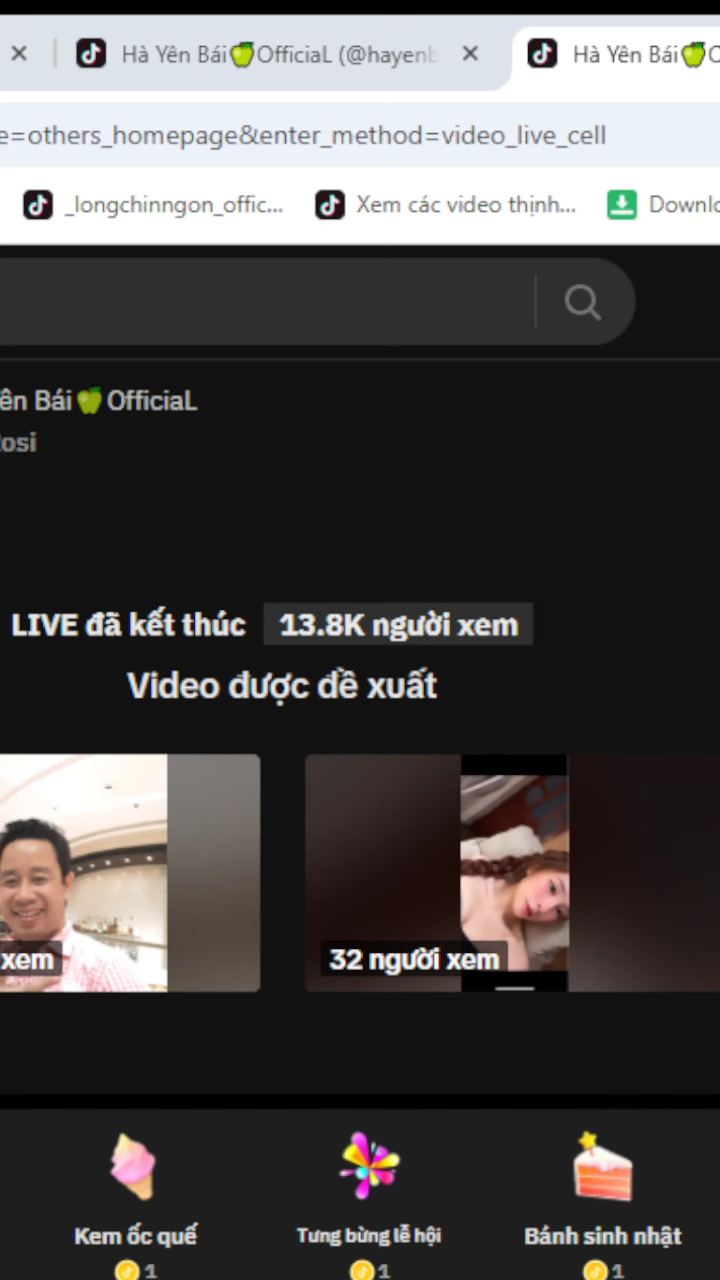 Hà Yên Bái🍏OfficiaL (@hayenb
Hà Yên Bái🍏O
e=others_homepage&enter_method=video_live_cell
_longchinngon_offic...
Xem các video thịnh...
Downlo
ên Bái🍏OfficiaL
osi
LIVE đã kết thúc
13.8K người xem
Video được đề xuất
xem
32 người xem
Kem ốc quế
Tưng bừng lễ hội
Bánh sinh nhật
1
1
1